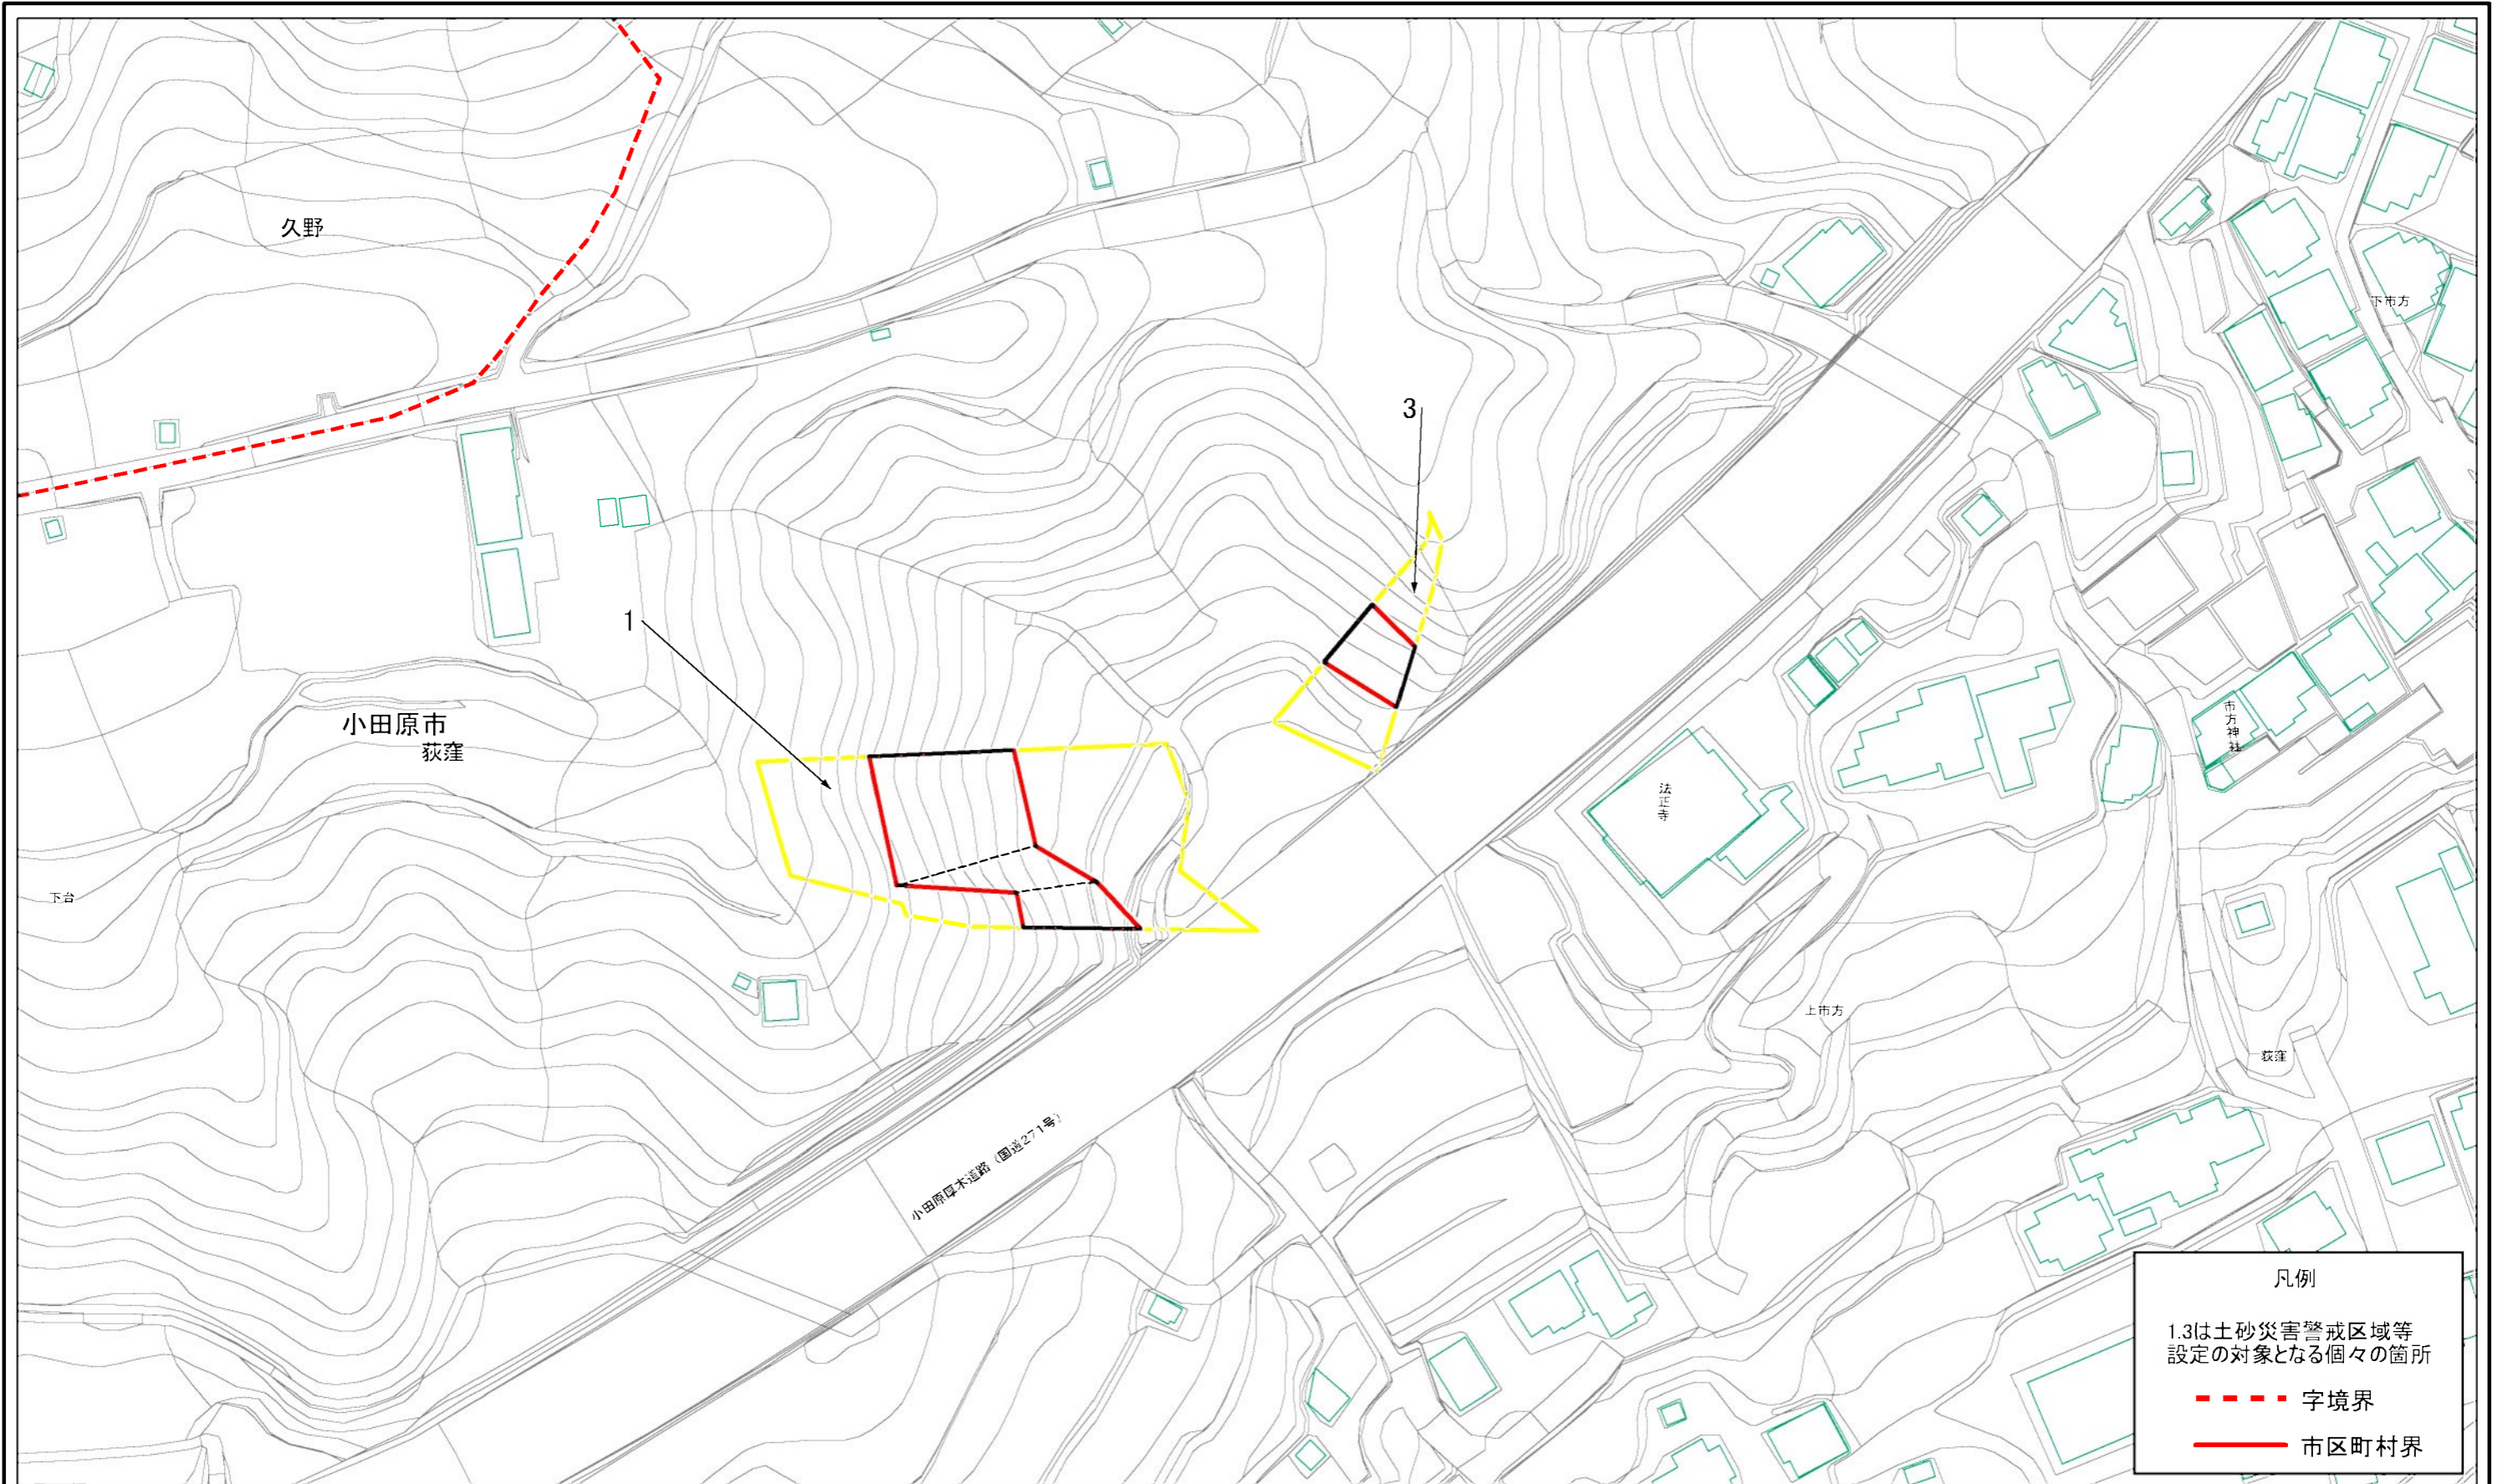 久野
下市方
3
1
小田原市
荻窪
市方神社
法正寺
下台
上市方
荻窪
小田原厚木道路（国道271号）
凡例
1.3は土砂災害警戒区域等
設定の対象となる個々の箇所
字境界
市区町村界